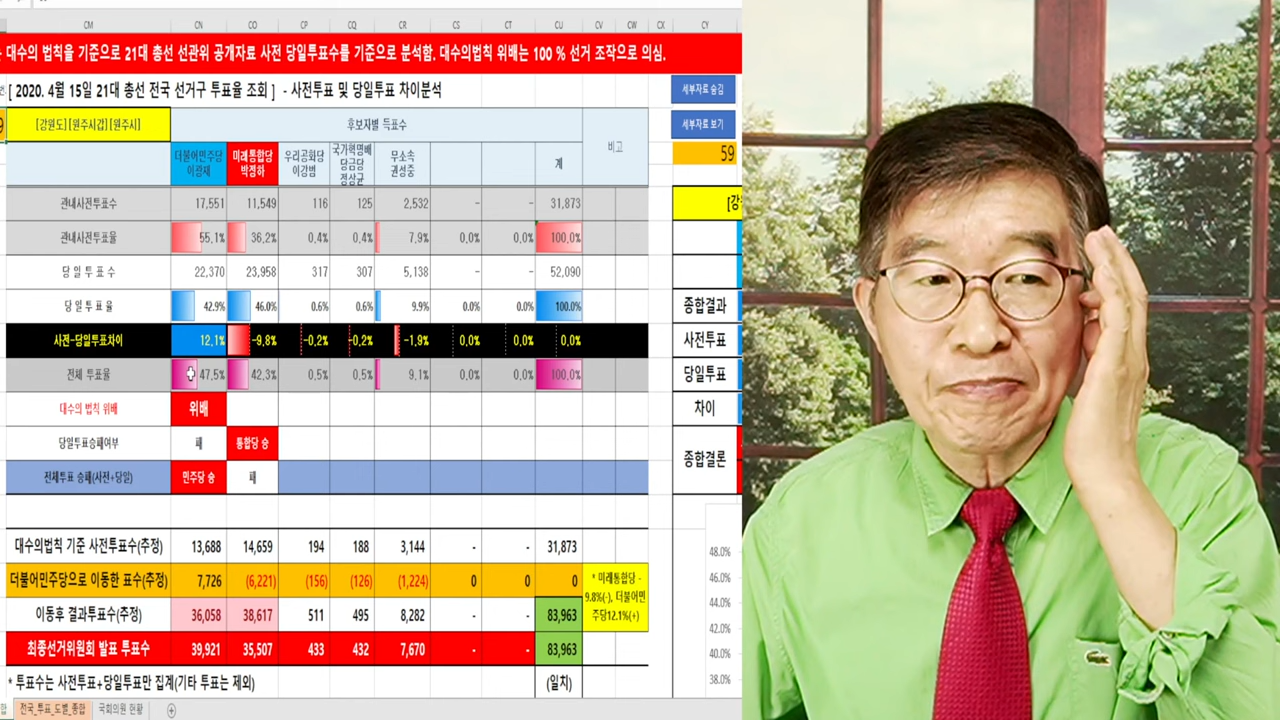 CM CN CO CP CQ CR CS CT CU CV CW CX CY
대수의 법칙을 기준으로 21대 총선 선관위 공개자료 사전 당일투표수를 기준으로 분석함. 대수의법칙 위배는 100 % 선거 조작으로 의심.
[ 2020. 4월 15일 21대 총선 전국 선거구 투표율 조회 ] - 사전투표 및 당일투표 차이분석
세부자료 숨김
[강원도][원주시갑][원주시] 후보자별 득표수 비고
세부자료 보기
더불어민주당 이광재 미래통합당 박정하 우리공화당 이강범 국가혁명배당금당 정상균 무소속 권성중 계
59
관내사전투표수 17,551 11,549 116 125 2,532 - - 31,873
[강
관내사전투표율 55.1% 36.2% 0.4% 0.4% 7.9% 0.0% 0.0% 100.0%
당 일 투 표 수 22,370 23,958 317 307 5,138 - - 52,090
당 일 투 표 율 42.9% 46.0% 0.6% 0.6% 9.9% 0.0% 0.0% 100.0%
종합결과
사전-당일투표차이 12.1% -9.8% -0.2% -0.2% -1.9% 0.0% 0.0% 0.0%
사전투표
전체 투표율 47.5% 42.3% 0.5% 0.5% 9.1% 0.0% 0.0% 100.0%
당일투표
대수의 법칙 위배 위배
차이
당일투표승패여부 패 통합당 승
종합결론
전체투표 승패(사전+당일) 민주당 승 패
대수의법칙 기준 사전투표수(추정) 13,688 14,659 194 188 3,144 - - 31,873
48.0%
더불어민주당으로 이동한 표수(추정) 7,726 (6,221) (156) (126) (1,224) 0 0 0
* 미래통합당 -9.8%(-), 더불어민주당12.1%(+)
46.0%
44.0%
이동후 결과투표수(추정) 36,058 38,617 511 495 8,282 - - 83,963
42.0%
최종선거위원회 발표 투표수 39,921 35,507 433 432 7,670 - - 83,963
40.0%
* 투표수는 사전투표+당일투표만 집계(기타 투표는 제외) (일치)
38.0%
전국_투표_도별_종합 국회의원 현황